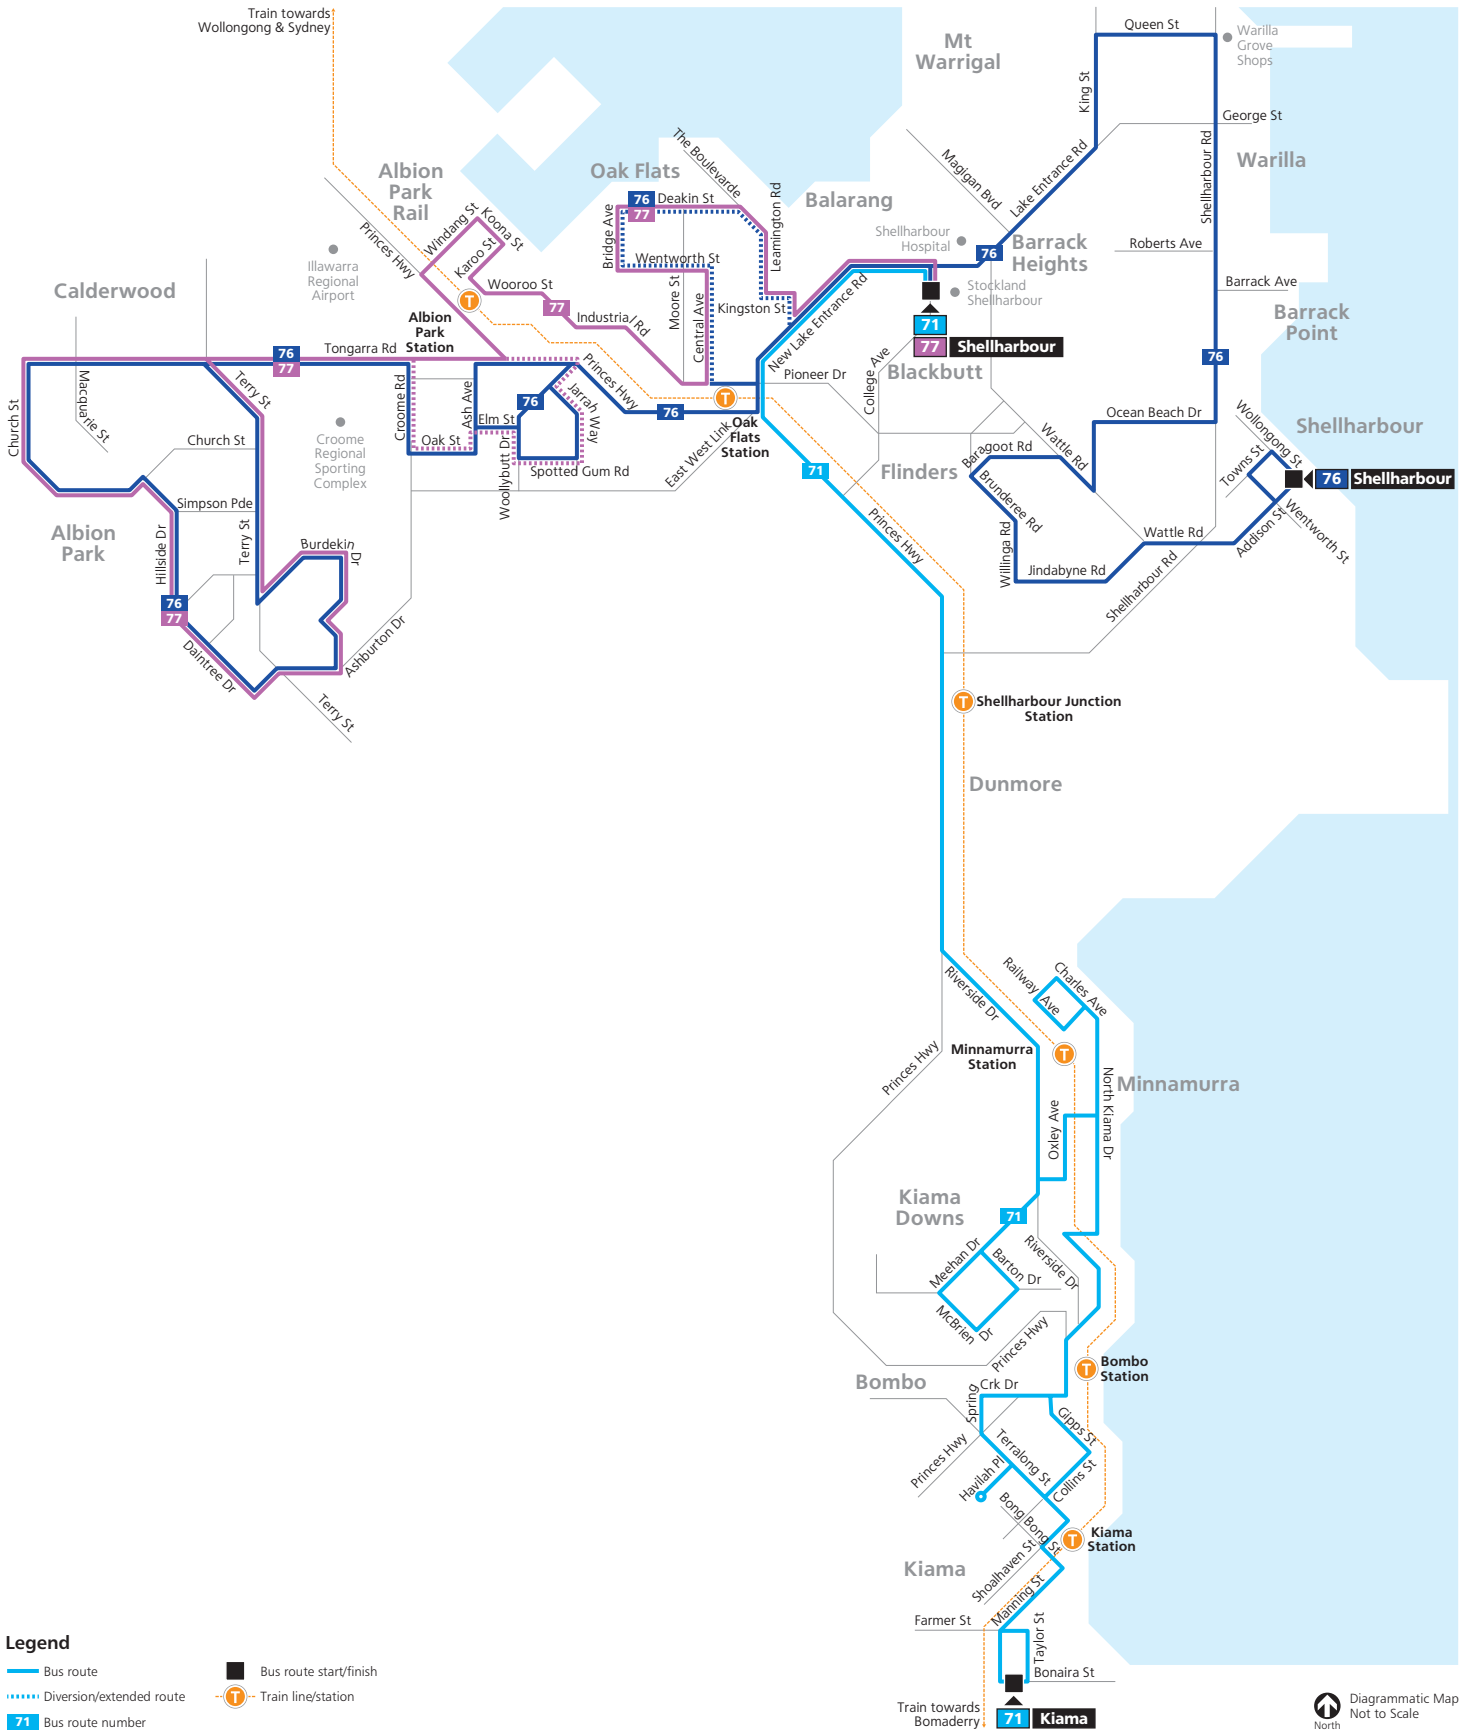 Train towards
Wollongong & Sydney
Queen St
Warilla
Grove
Shops
Mt
Warrigal
King St
George St
Shellharbour Rd
Warilla
The Boulevarde
Magigan Bvd
Lake Entrance Rd
Albion
Park
Rail
Oak Flats
76
77
Deakin St
Leamington Rd
Balarang
Windang St
Koona St
Karoo St
Princes Hwy
Bridge Ave
Wentworth St
Shellharbour
Hospital
76
Barrack
Heights
Roberts Ave
Illawarra
Regional
Airport
Calderwood
T
Wooroo St
77
Industrial Rd
Moore St
Central Ave
Kingston St
New Lake Entrance Rd
Stockland
Shellharbour
Barrack Ave
Barrack
Point
Albion
Park
Station
71
77 Shellharbour
Tongarra Rd
76
77
Princes Hwy
Pioneer Dr
College Ave
Blackbutt
76
Macquarie St
Terry St
Church St
Croome Rd
Ash Ave
76
Jarrah Way
76
T
Oak
Flats
Station
Ocean Beach Dr
Wollongong St
Shellharbour
Croome
Regional
Sporting
Complex
Church St
Elm St
Oak St
Woollybutt Dr
Spotted Gum Rd
East West Link
71
Flinders
Baragoot Rd
Wattle Rd
Towns St
76 Shellharbour
Brunderee Rd
Willinga Rd
Albion
Park
Simpson Pde
Hillside Dr
Terry St
Burdekin Dr
Princes Hwy
Wattle Rd
Addison St
Wentworth St
Jindabyne Rd
Shellharbour Rd
76
77
Daintree Dr
Ashburton Dr
Terry St
T
Shellharbour Junction
Station
Dunmore
Riverside Dr
Railway Ave
Charles Ave
Minnamurra
Station
T
Princes Hwy
Oxley Ave
North Kiama Dr
Minnamurra
Kiama
Downs
71
Meehan Dr
Barton Dr
Riverside Dr
McBrien Dr
Princes Hwy
T
Bombo
Station
Bombo
Spring Crk Dr
Gipps St
Princes Hwy
Terralong St
Collins St
Havilah Pl
Bong Bong St
T
Kiama
Station
Shoalhaven St
Kiama
Manning St
Farmer St
Taylor St
Bonaira St
Train towards
Bomaderry
71 Kiama
Legend
Bus route
Diversion/extended route
71 Bus route number
Bus route start/finish
T Train line/station
North
Diagrammatic Map
Not to Scale